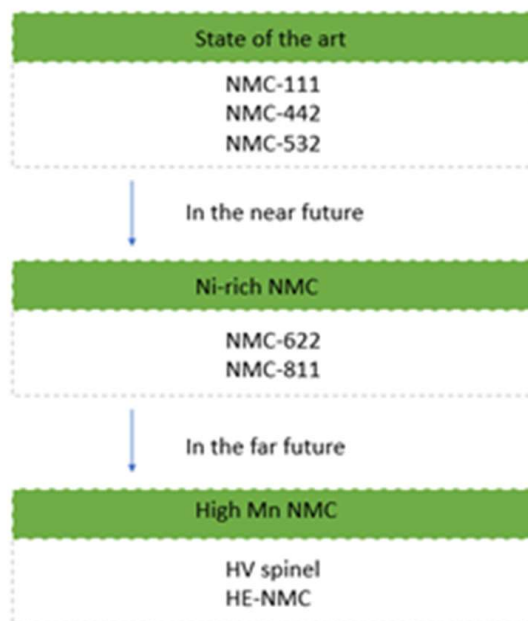 State of the art
NMC-111
NMC-442
NMC-532
In the near future
Ni-rich NMC
NMC-622
NMC-811
In the far future
High Mn NMC
HV spinel
HE-NMC